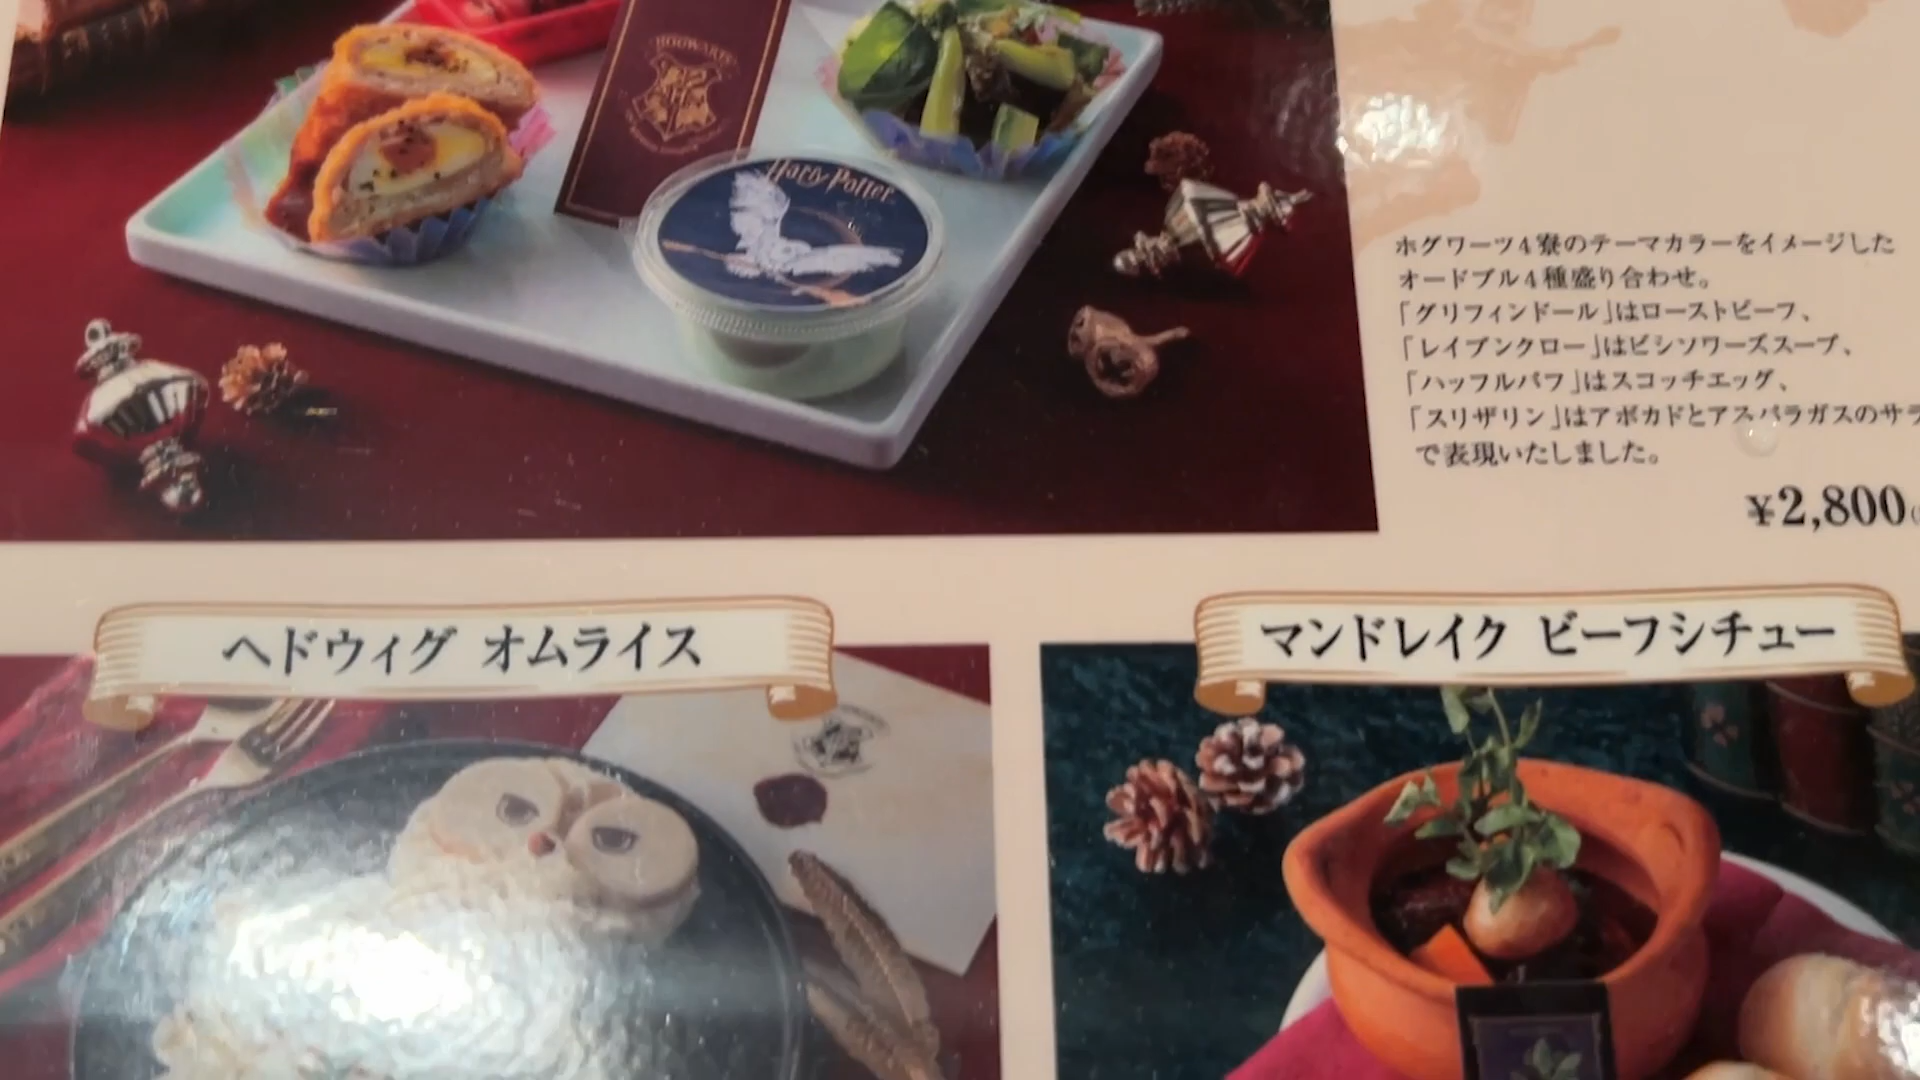 HOGWARTS
Harry Potter
ホグワーツ4寮のテーマカラーをイメージした
オードブル4種盛り合わせ。
「グリフィンドール」はローストビーフ、
「レイブンクロー」はビシソワーズスープ、
「ハッフルパフ」はスコッチエッグ、
「スリザリン」はアボカドとアスパラガスのサラ
で表現いたしました。
¥2,800
ヘドウィグ オムライス
マンドレイク ビーフシチュー